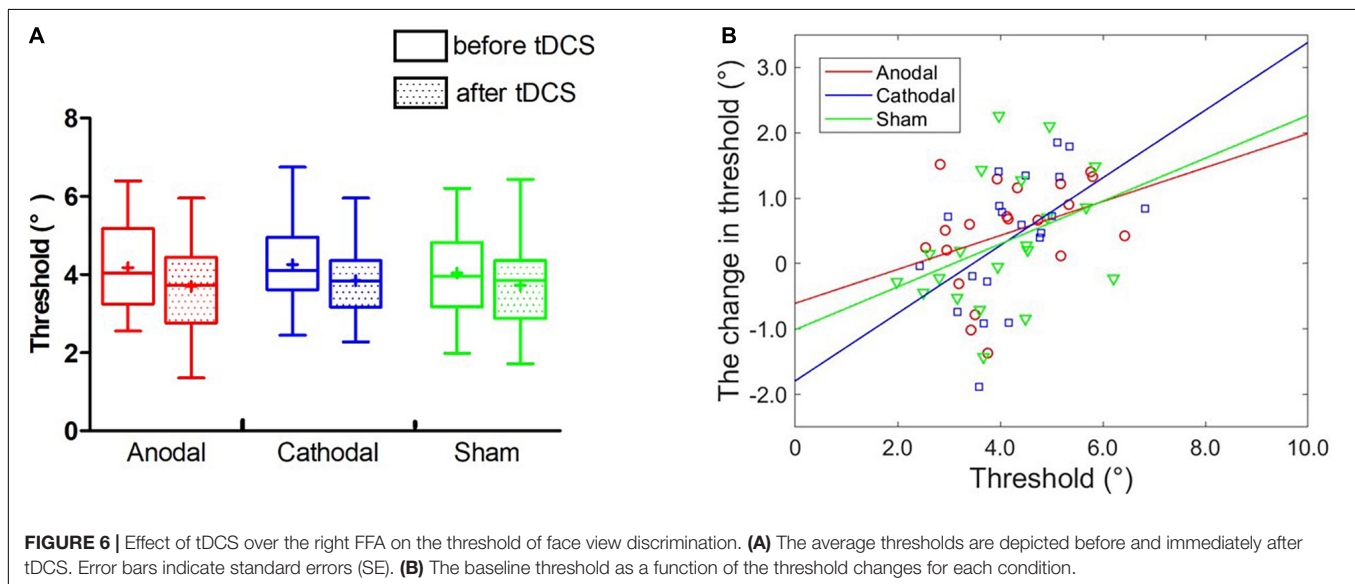 A
before tDCS
after tDCS
Threshold (°)
8
6
4
2
0
Anodal
Cathodal
Sham
B
Anodal
Cathodal
Sham
The change in threshold (°)
3.0
2.0
1.0
0
-1.0
-2.0
0
2.0
4.0
6.0
8.0
10.0
Threshold (°)
FIGURE 6 | Effect of tDCS over the right FFA on the threshold of face view discrimination. (A) The average thresholds are depicted before and immediately after
tDCS. Error bars indicate standard errors (SE). (B) The baseline threshold as a function of the threshold changes for each condition.